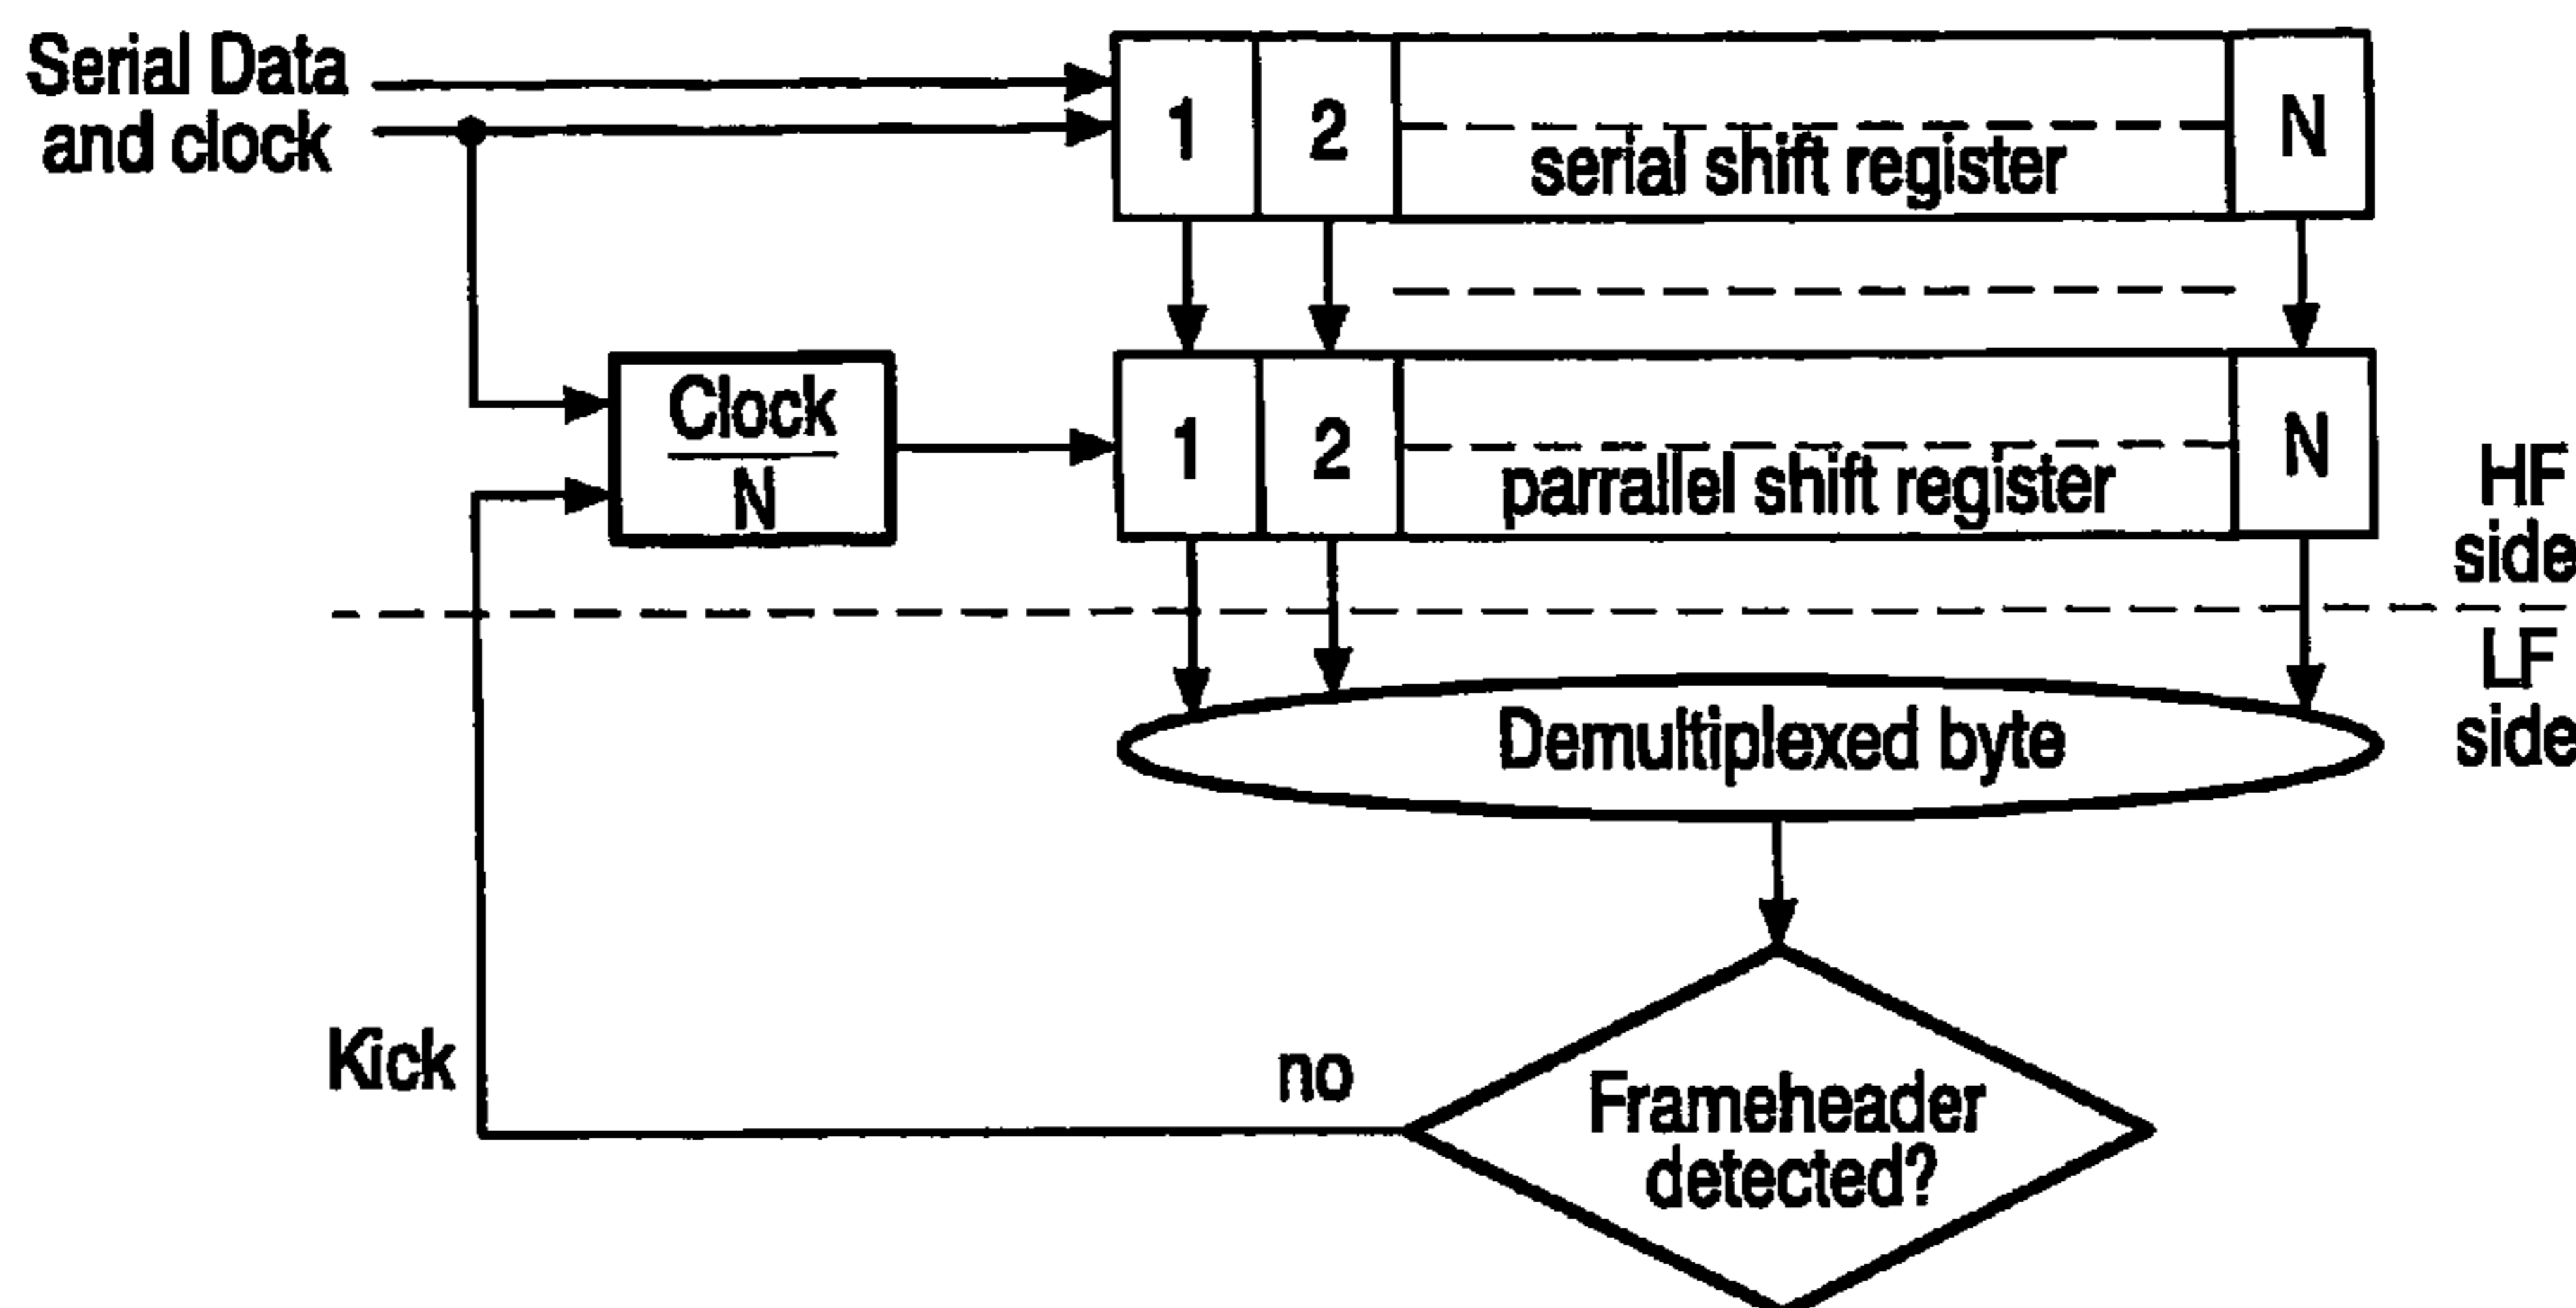 Serial Data
and clock
1
2
N
serial shift register
Clock
N
1
2
N
parrallel shift register
HF
side
LF
side
Demultiplexed byte
Kick
no
Frameheader
detected?